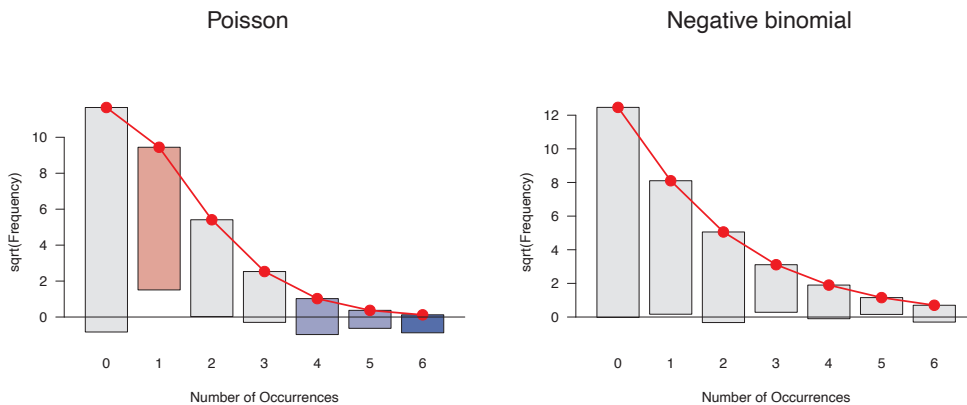 Poisson
sqrt(Frequency)
10
8
6
4
2
0
0 1 2 3 4 5 6
Number of Occurrences
Negative binomial
sqrt(Frequency)
12
10
8
6
4
2
0
0 1 2 3 4 5 6
Number of Occurrences